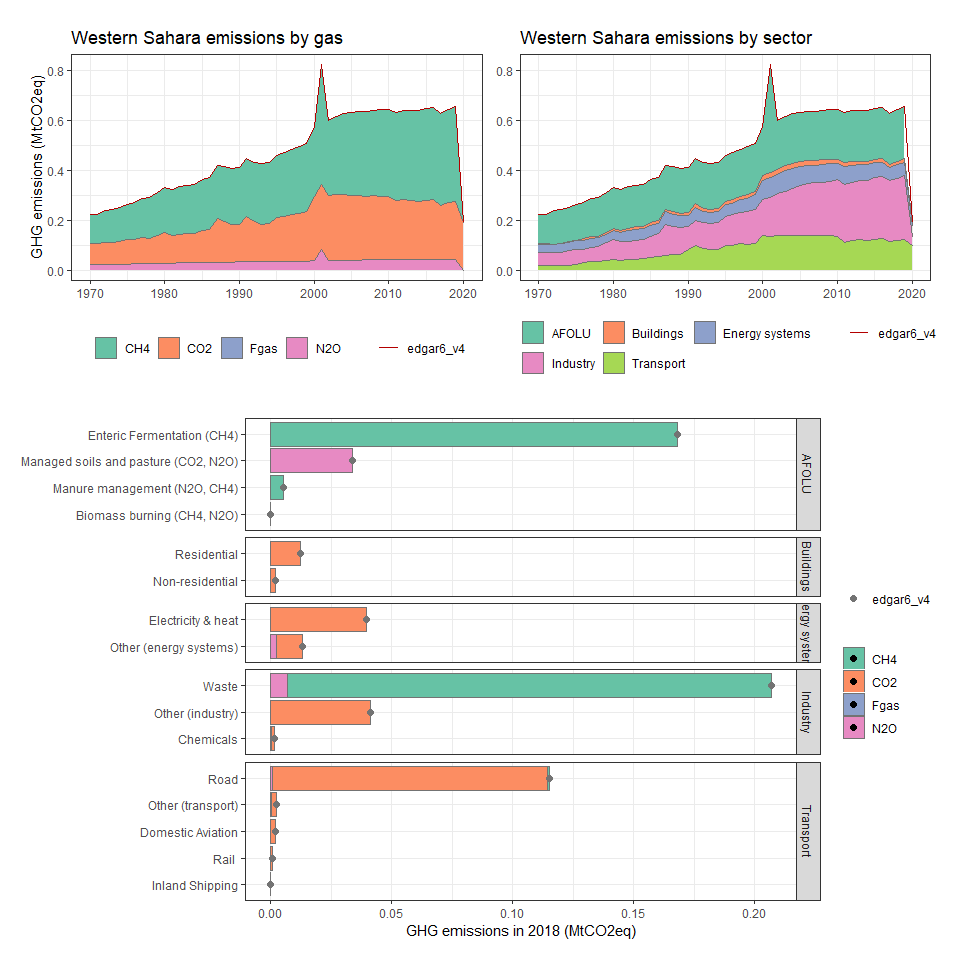 Western Sahara emissions by gas
Western Sahara emissions by sector
GHG emissions (MtCO2eq)
0.8
0.6
0.4
0.2
0.0
1970 1980 1990 2000 2010 2020
0.8
0.6
0.4
0.2
0.0
1970 1980 1990 2000 2010 2020
CH4 CO2 Fgas N2O edgar6_v4
AFOLU Buildings Energy systems edgar6_v4
Industry Transport
Enteric Fermentation (CH4)
Managed soils and pasture (CO2, N2O)
Manure management (N2O, CH4)
Biomass burning (CH4, N2O)
AFOLU
Residential
Non-residential
Buildings
Electricity & heat
Other (energy systems)
ergy syster
Waste
Other (industry)
Chemicals
Industry
Road
Other (transport)
Domestic Aviation
Rail
Inland Shipping
Transport
0.00 0.05 0.10 0.15 0.20
GHG emissions in 2018 (MtCO2eq)
edgar6_v4
CH4
CO2
Fgas
N2O